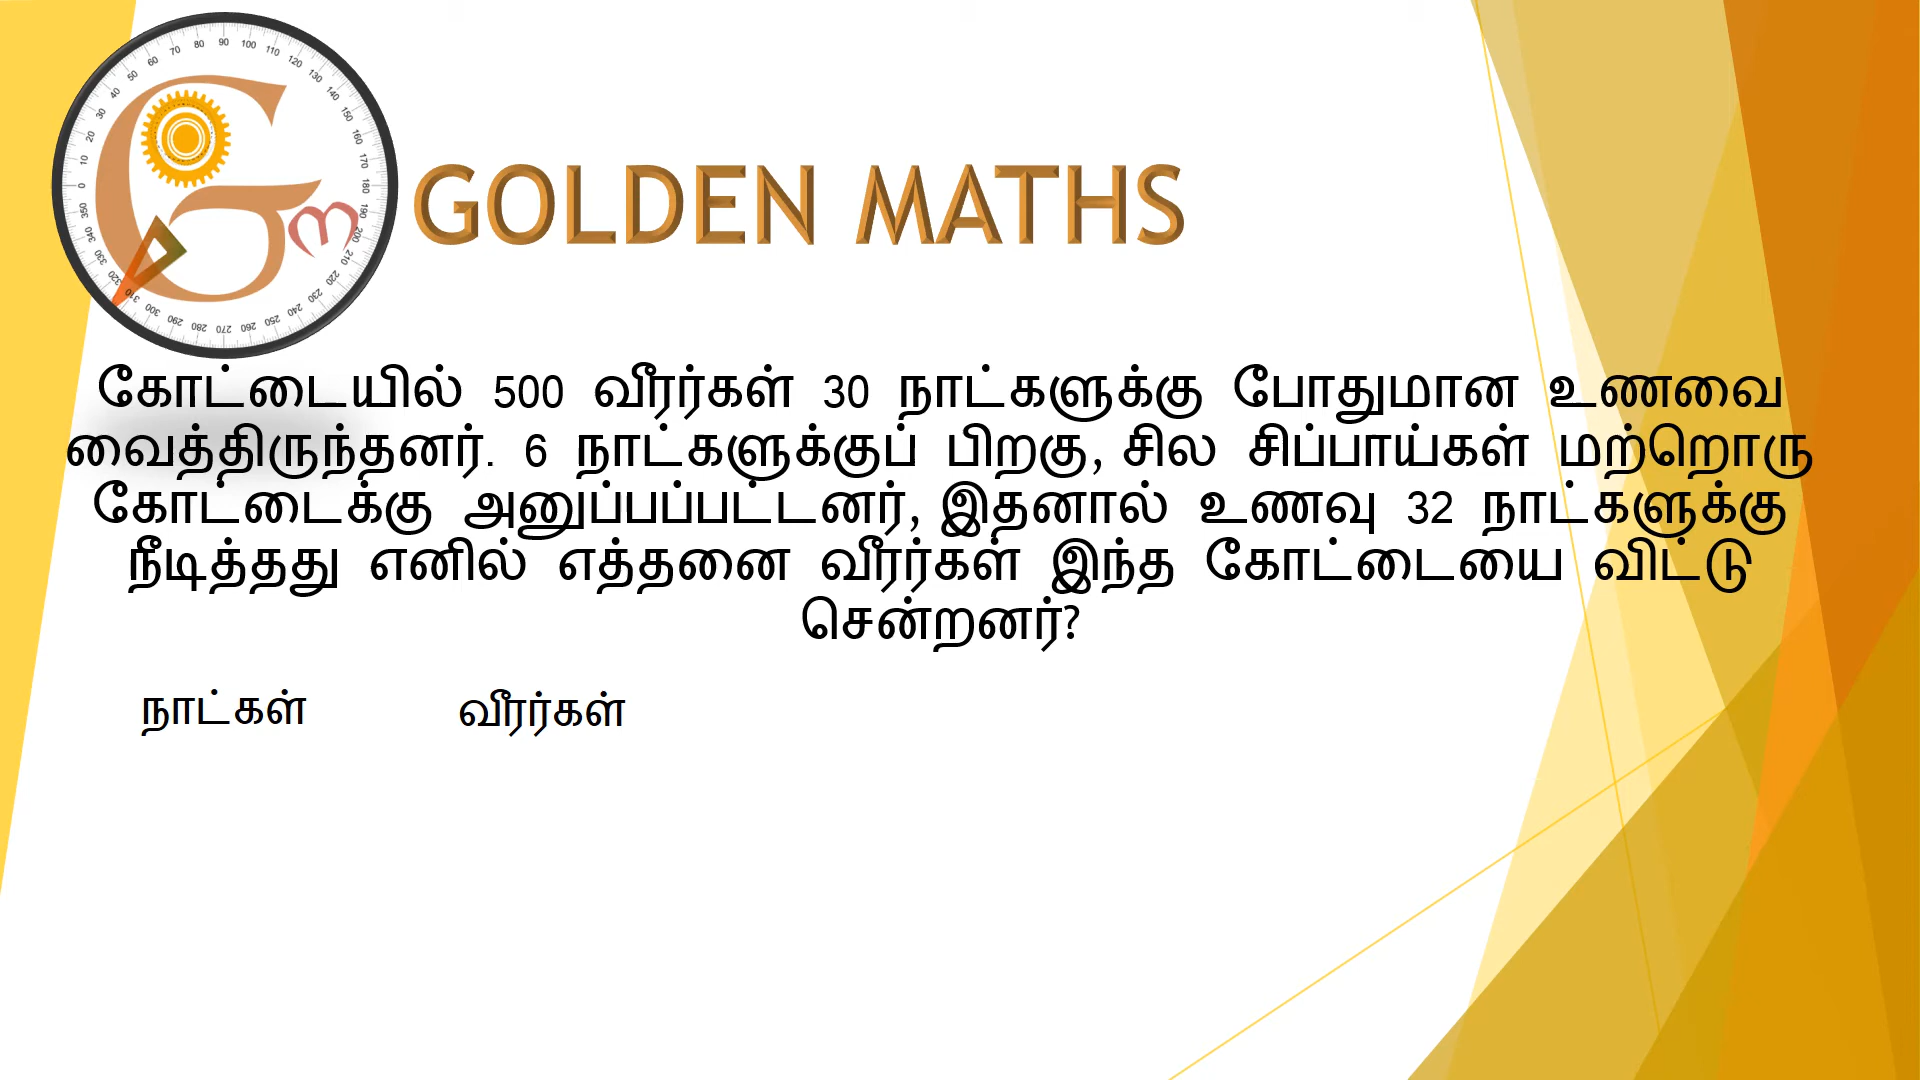 GOLDEN MATHS
கோட்டையில் 500 வீரர்கள் 30 நாட்களுக்கு போதுமான உணவை
வைத்திருந்தனர். 6 நாட்களுக்குப் பிறகு, சில சிப்பாய்கள் மற்றொரு
கோட்டைக்கு அனுப்பப்பட்டனர், இதனால் உணவு 32 நாட்களுக்கு
நீடித்தது எனில் எத்தனை வீரர்கள் இந்த கோட்டையை விட்டு
சென்றனர்?
நாட்கள் வீரர்கள்